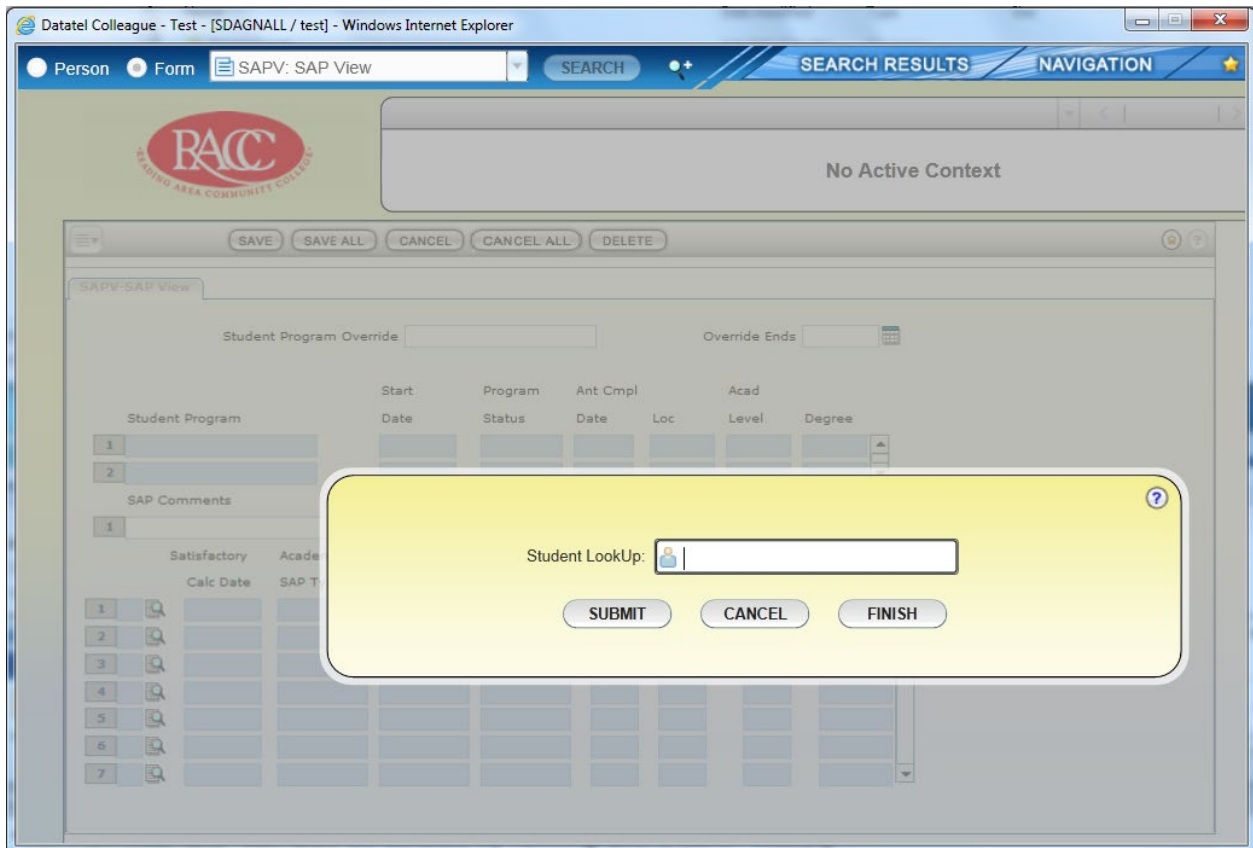 Datatel Colleague - Test - [SDAGNALL / test] - Windows Internet Explorer
Person Form SAPV: SAP View SEARCH SEARCH RESULTS NAVIGATION
RACC
READING AREA COMMUNITY COLLEGE
No Active Context
SAVE SAVE ALL CANCEL CANCEL ALL DELETE
SAPV-SAP View
Student Program Override Override Ends
Start Program Ant Cmpl Acad
Student Program Date Status Date Loc Level Degree
1
2
SAP Comments
1
Student LookUp:
Satisfactory Acade
Calc Date SAP T
SUBMIT CANCEL FINISH
1
2
3
4
5
6
7